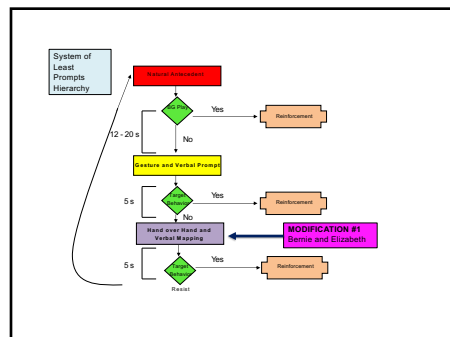 System of
Least
Prompts
Hierarchy
Natural Antecedent
BG Play
Yes
Reinforcement
12 - 20 s
No
Gesture and Verbal Prompt
5 s
Target
Behavior
Yes
Reinforcement
No
Hand over Hand and
Verbal Mapping
MODIFICATION #1
Bernie and Elizabeth
5 s
Target
Behavior
Yes
Reinforcement
Resist